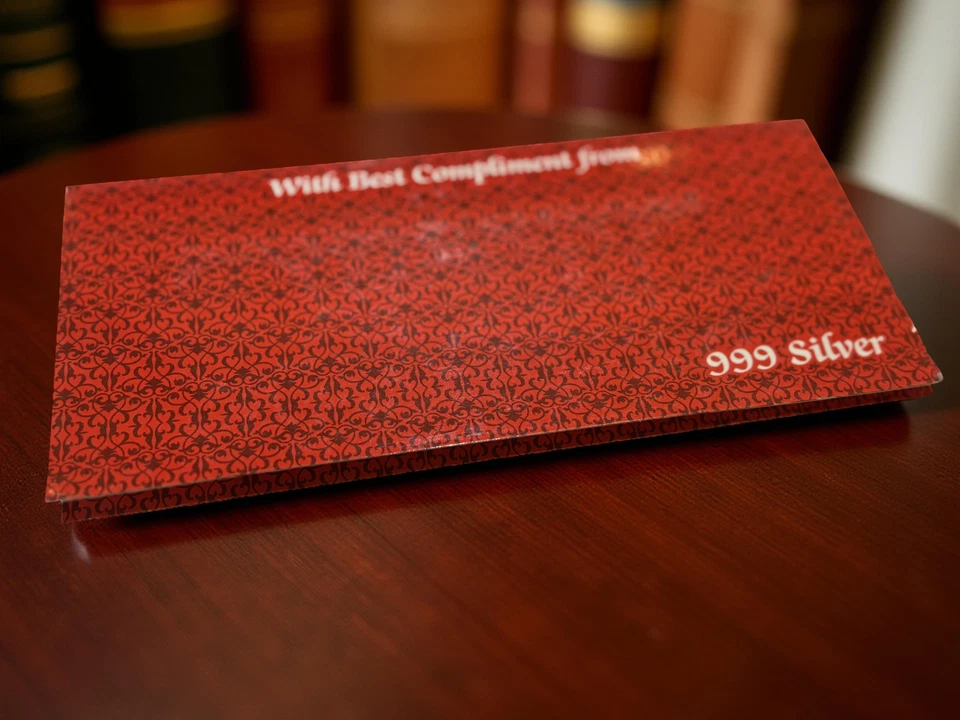 With Best Compliment from
999 Silver